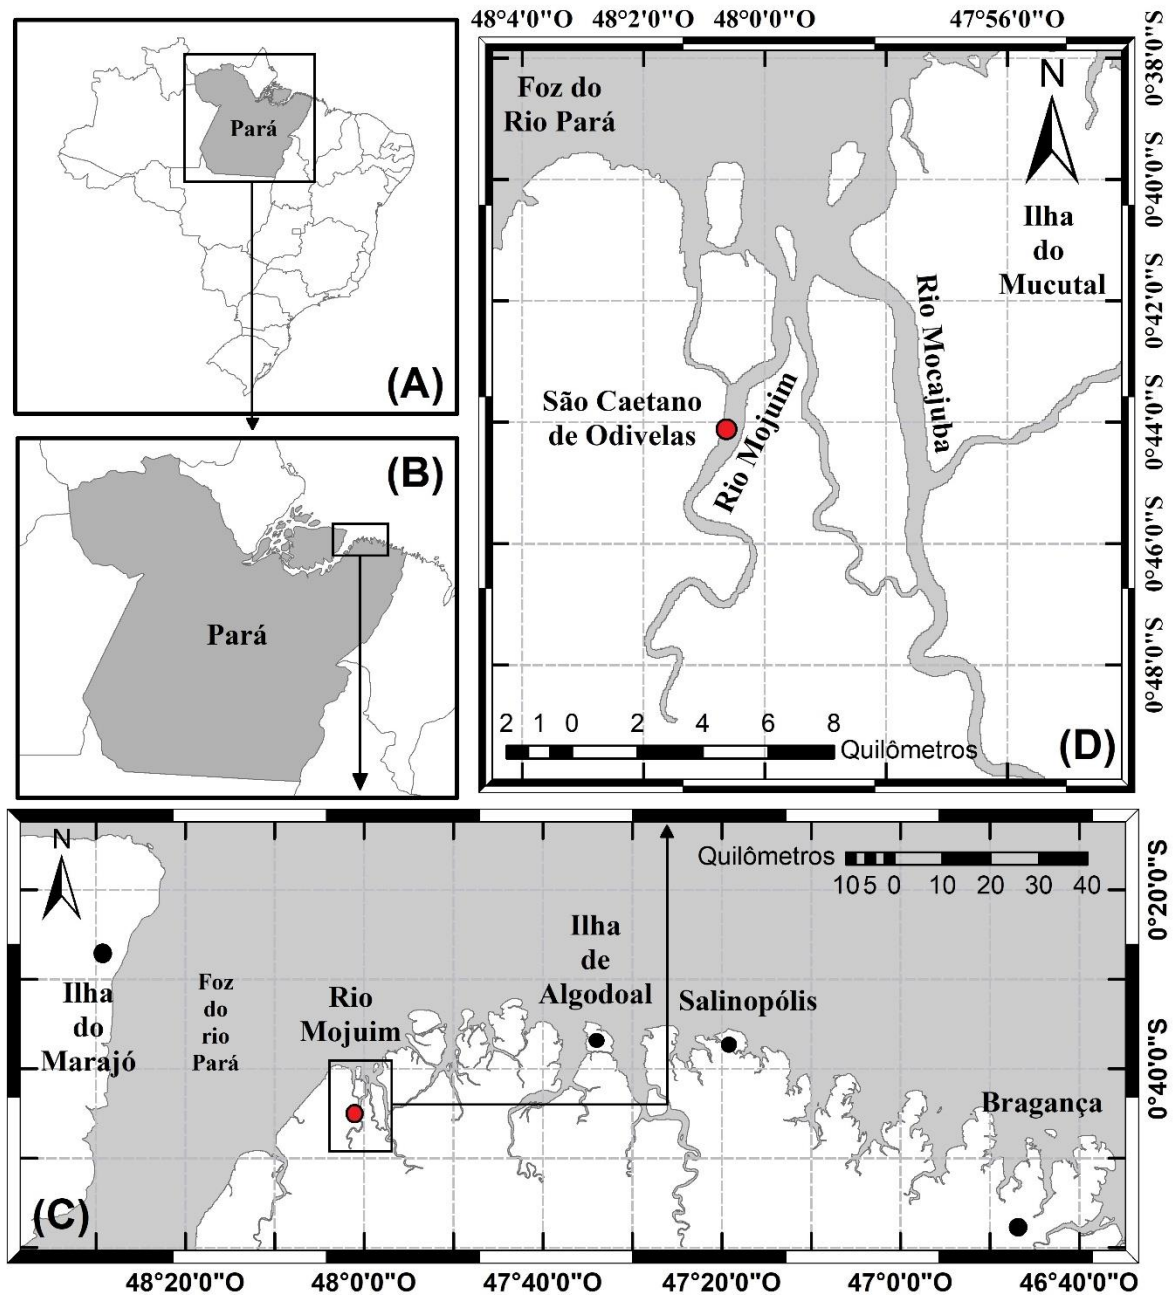 Pará
(A)
(B)
Pará
48°4'0"O 48°2'0"O 48°0'0"O 47°56'0"O
Foz do
Rio Pará
N
Ilha
do
Mucutal
Rio Mocajuba
São Caetano
de Odivelas
Rio Mojuim
0°38'0"S
0°40'0"S
0°42'0"S
0°44'0"S
0°46'0"S
0°48'0"S
2 1 0 2 4 6 8
Quilômetros
(D)
N
Quilômetros
10 5 0 10 20 30 40
Ilha
do
Marajó
Foz
do
rio
Pará
Rio
Mojuim
Ilha
de
Algodoal
Salinopólis
Bragança
(C)
0°20'0"S
0°40'0"S
48°20'0"O 48°0'0"O 47°40'0"O 47°20'0"O 47°0'0"O 46°40'0"O